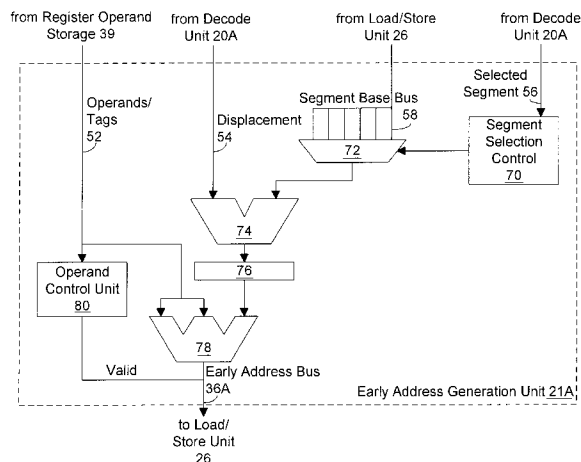 from Register Operand
Storage 39
from Decode
Unit 20A
from Load/Store
Unit 26
from Decode
Unit 20A
Operands/
Tags
52
Displacement
54
Segment Base Bus
58
Selected
Segment 56
Segment
Selection
Control
70
72
74
76
Operand
Control Unit
80
78
Valid
Early Address Bus
36A
Early Address Generation Unit 21A
to Load/
Store Unit
26